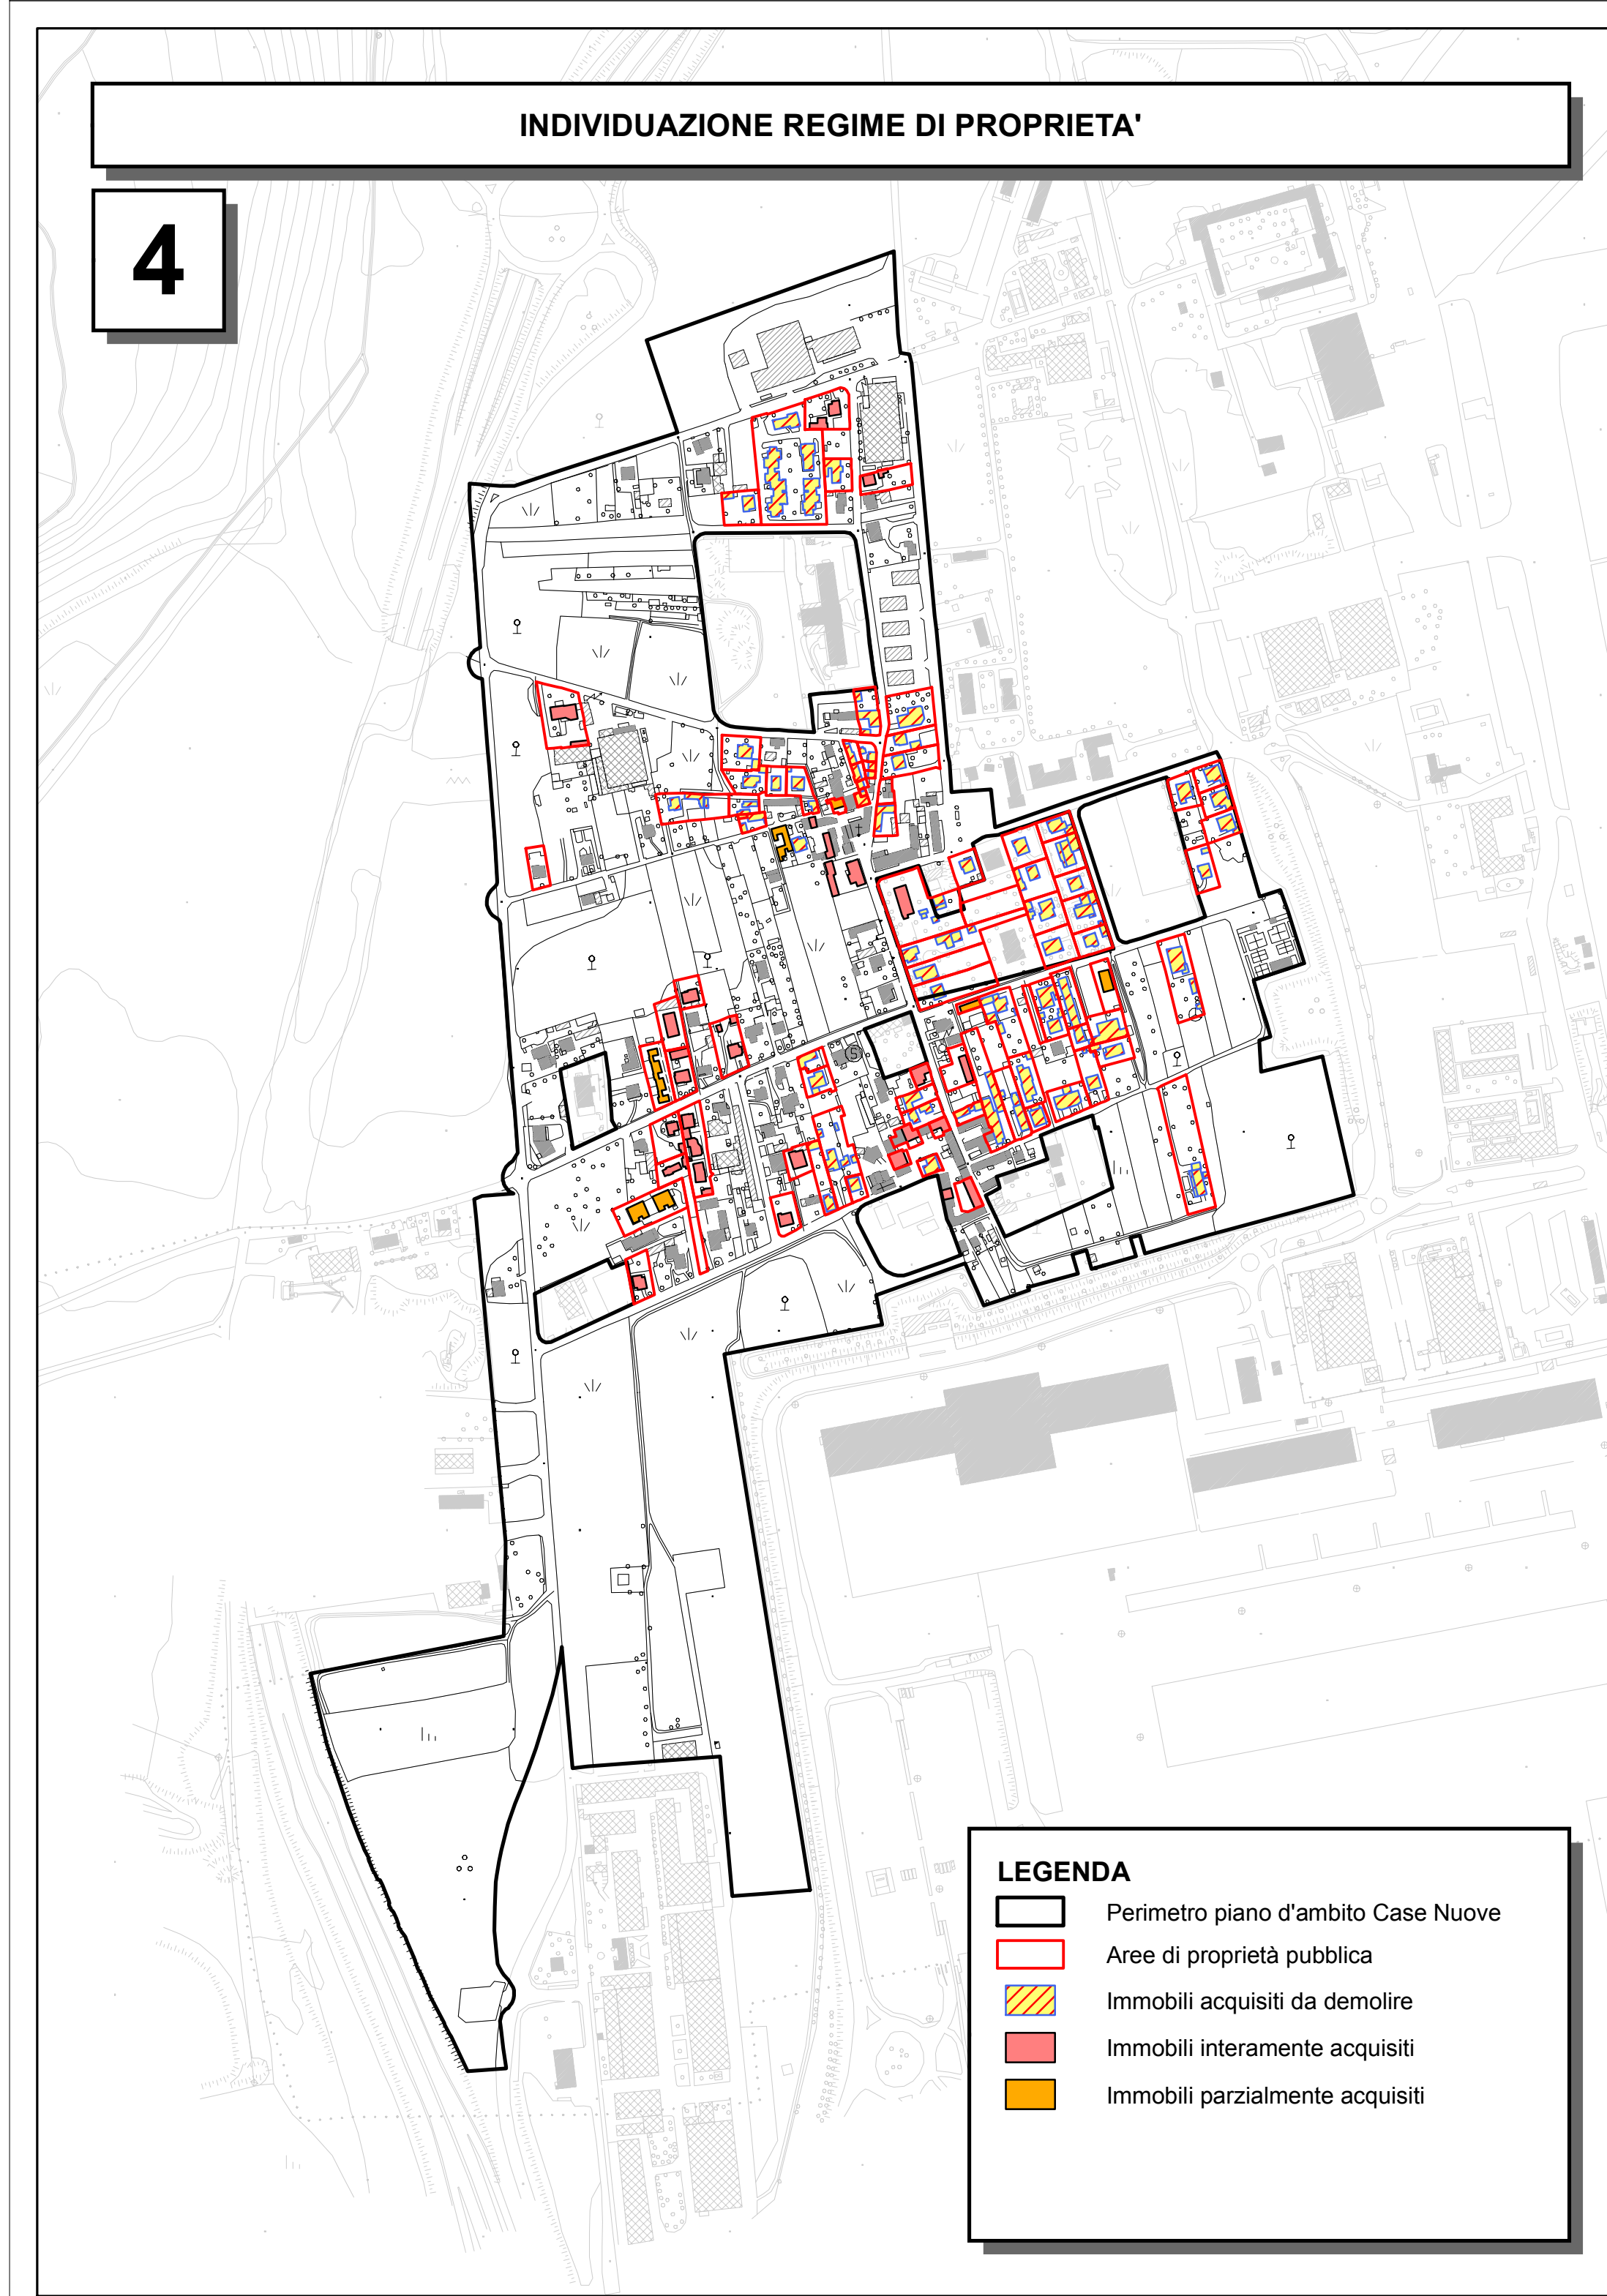 INDIVIDUAZIONE REGIME DI PROPRIETA'
4
S
LEGENDA
Perimetro piano d'ambito Case Nuove
Aree di proprietà pubblica
Immobili acquisiti da demolire
Immobili interamente acquisiti
Immobili parzialmente acquisiti